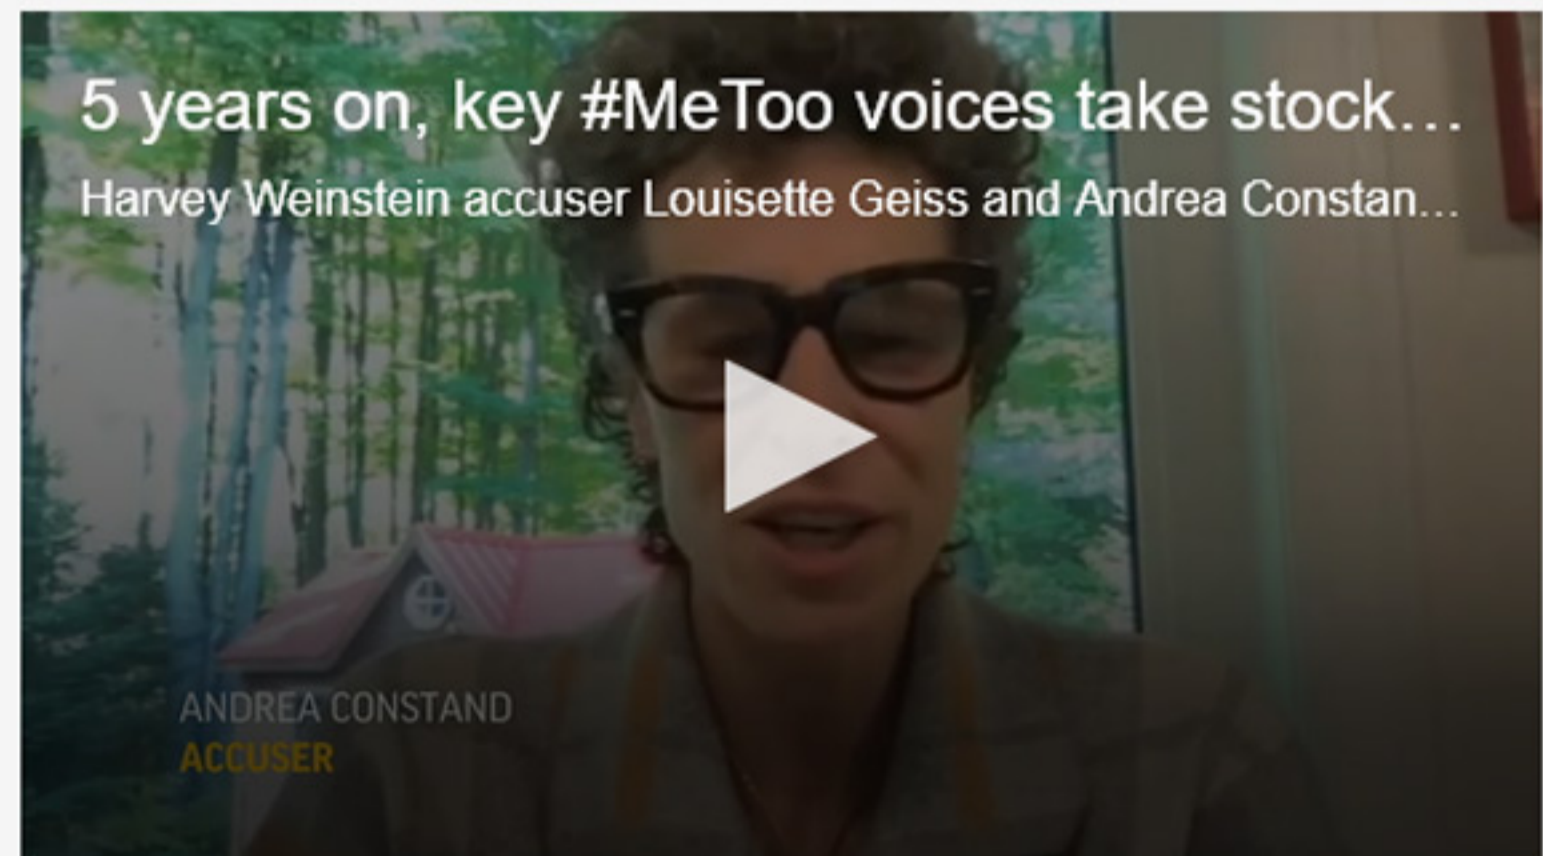 5 years on, key #MeToo voices take stock…
Harvey Weinstein accuser Louisette Geiss and Andrea Constan…
ANDREA CONSTAND
ACCUSER